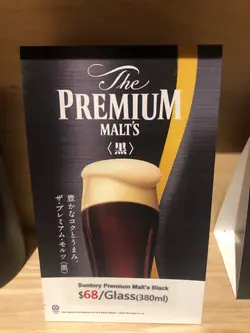 The
PREMIUM
MALT'S
〈黒〉
豊かなコクとうまみ。
ザ・プレミアム・モルツ〈黒〉
Suntory Premium Malt's Black
$68/Glass(380ml)